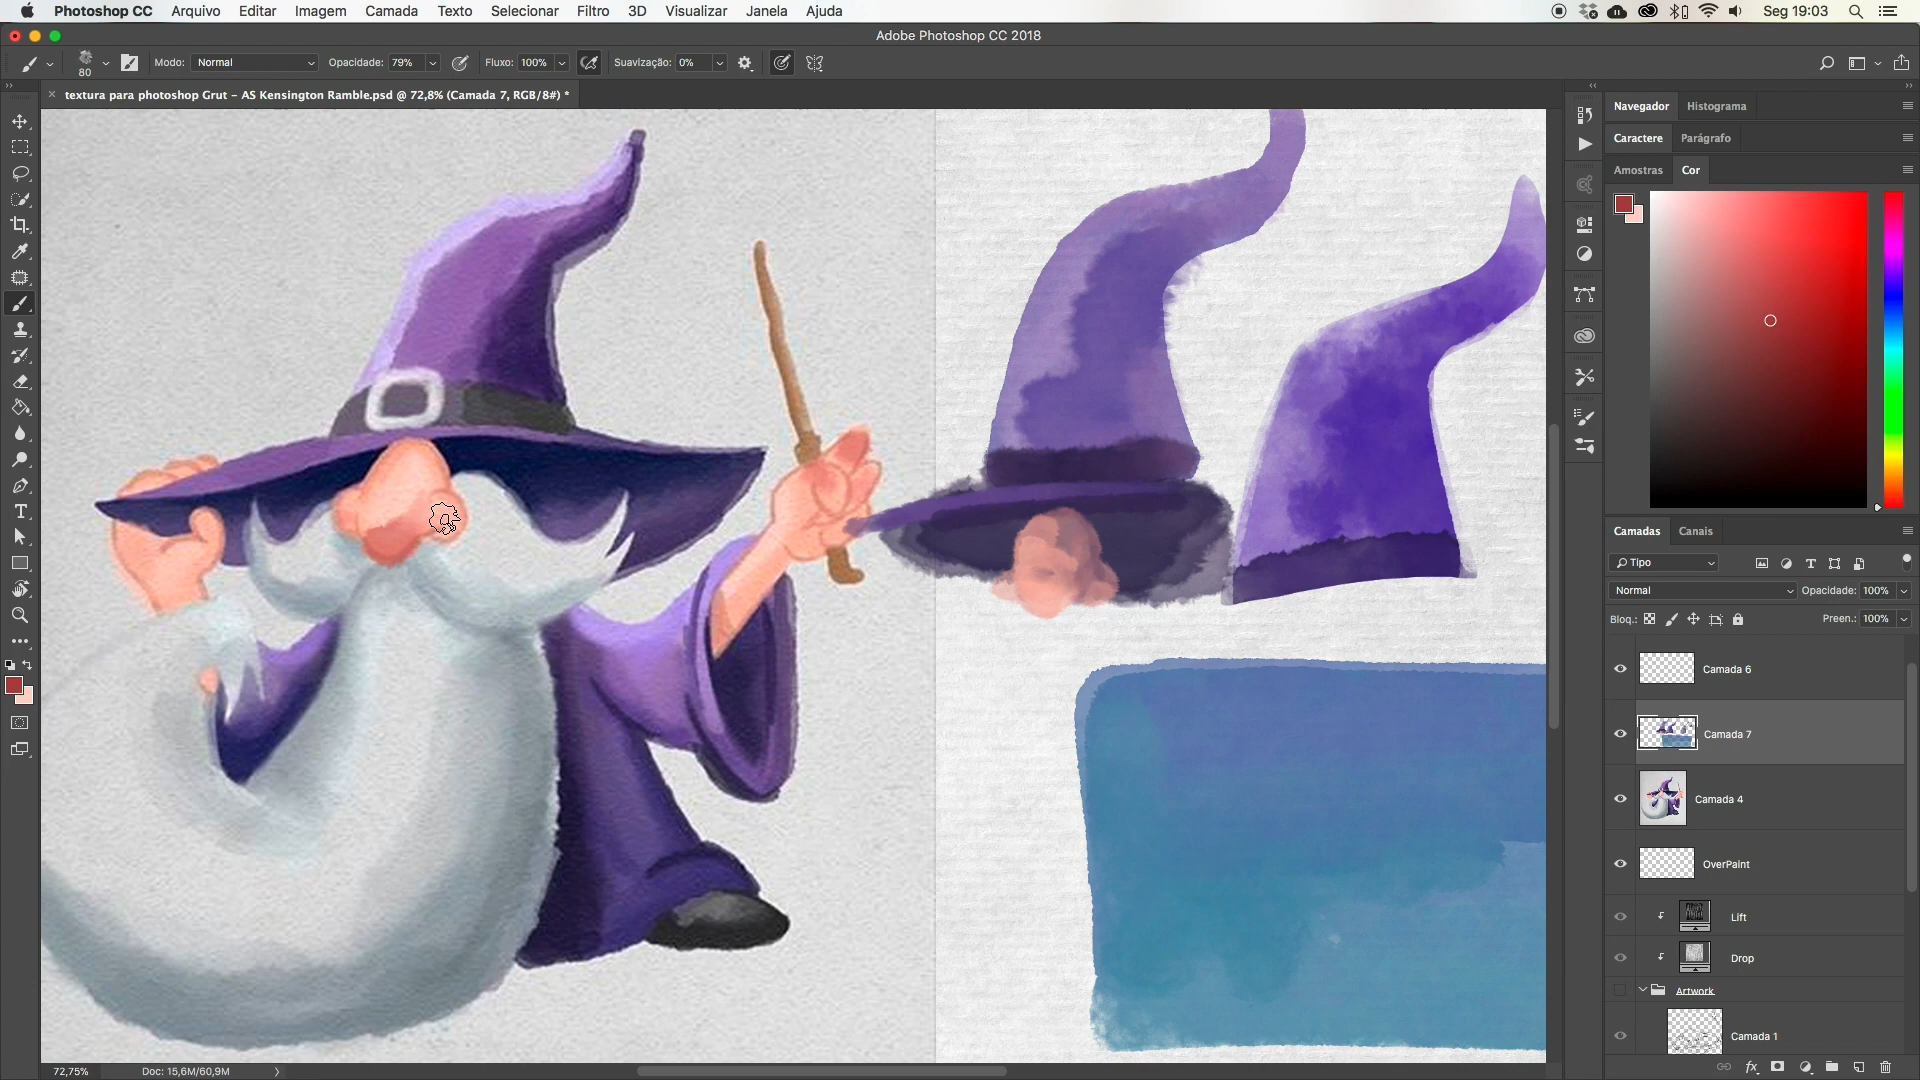 Photoshop CC Arquivo Editar Imagem Camada Texto Selecionar Filtro 3D Visualizar Janela Ajuda Seg 19:03
Adobe Photoshop CC 2018
80 Modo: Normal Opacidade: 79% Fluxo: 100% Suavização: 0%
× textura para photoshop Grut – AS Kensington Ramble.psd @ 72,8% (Camada 7, RGB/8#) *
Navegador Histograma
Caractere Parágrafo
Amostras Cor
Camadas Canais
Tipo
Normal Opacidade: 100%
Bloq.: Preen.: 100%
Camada 6
Camada 7
Camada 4
OverPaint
Lift
Drop
Artwork
Camada 1
72,75% Doc: 15,6M/60,9M